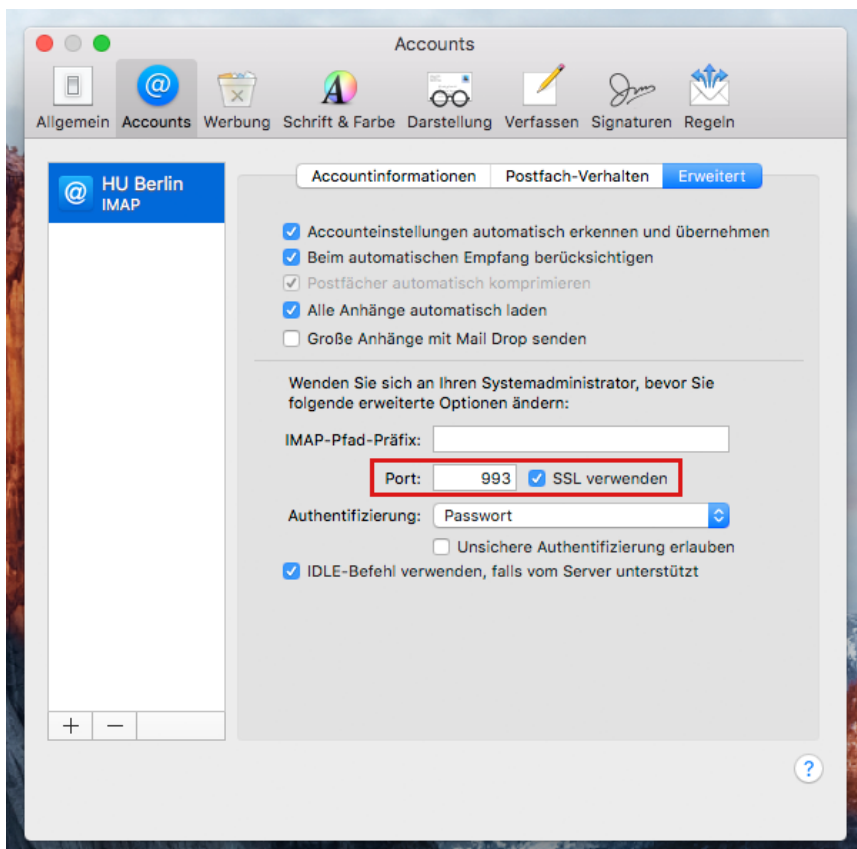 Accounts
Allgemein Accounts Werbung Schrift & Farbe Darstellung Verfassen Signaturen Regeln
@ HU Berlin
IMAP
Accountinformationen Postfach-Verhalten Erweitert
Accounteinstellungen automatisch erkennen und übernehmen
Beim automatischen Empfang berücksichtigen
Postfächer automatisch komprimieren
Alle Anhänge automatisch laden
Große Anhänge mit Mail Drop senden
Wenden Sie sich an Ihren Systemadministrator, bevor Sie
folgende erweiterte Optionen ändern:
IMAP-Pfad-Präfix:
Port: 993 SSL verwenden
Authentifizierung: Passwort
Unsichere Authentifizierung erlauben
IDLE-Befehl verwenden, falls vom Server unterstützt
+ −
?